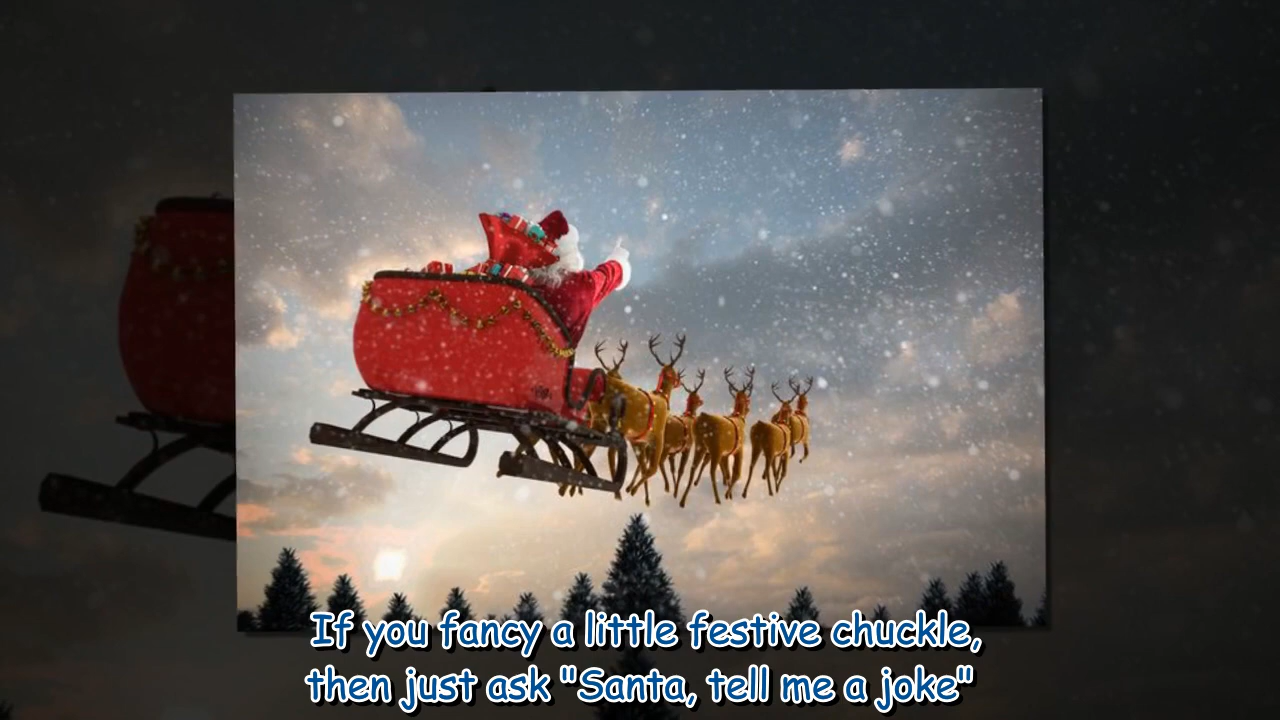 If you fancy a little festive chuckle,
then just ask "Santa, tell me a joke"